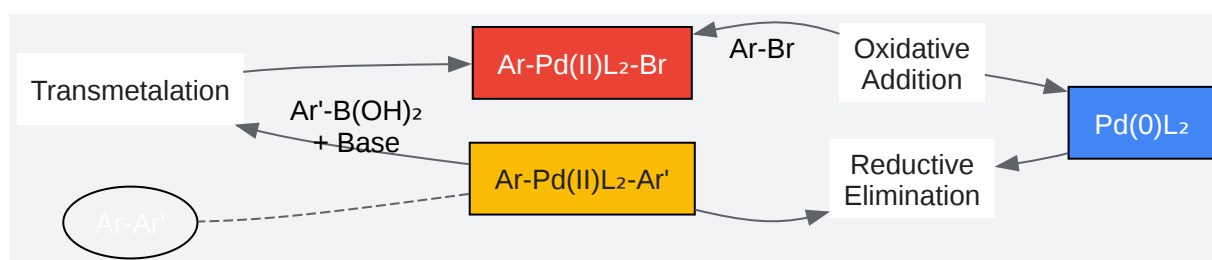 Transmetalation
Ar'-B(OH)₂
+ Base
Ar-Ar'
Ar-Pd(II)L₂-Br
Ar-Pd(II)L₂-Ar'
Ar-Br
Oxidative
Addition
Reductive
Elimination
Pd(0)L₂